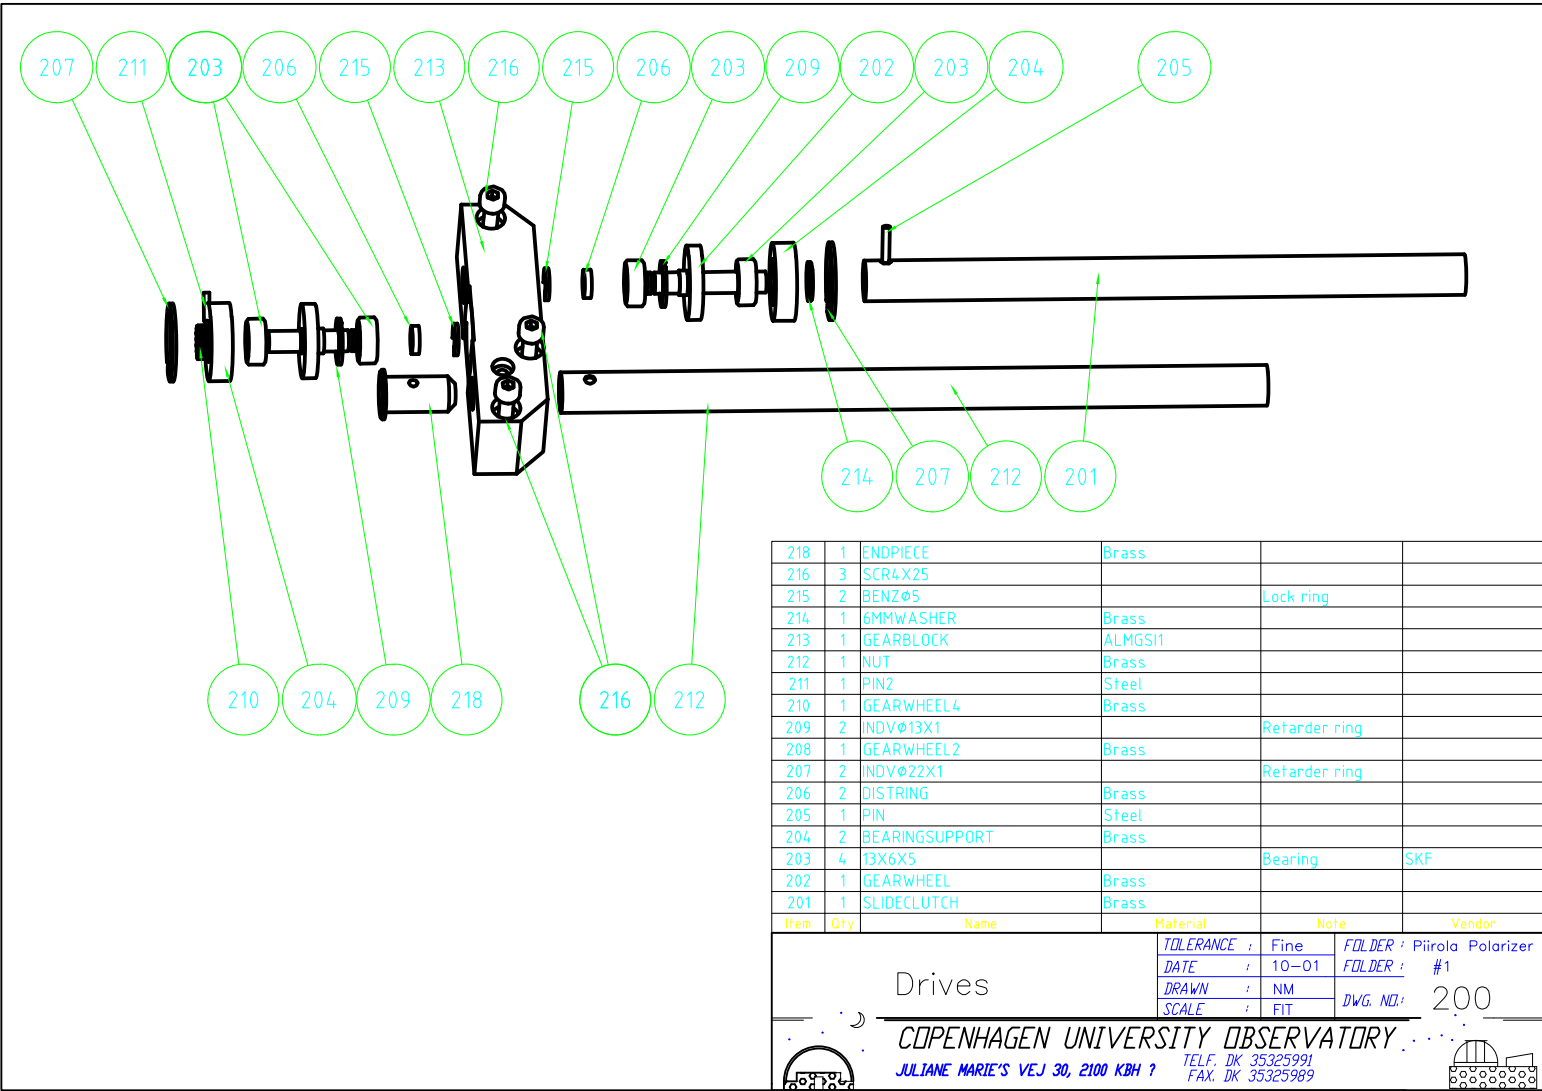 207 211 203 206 215 213 216 215 206 203 209 202 203 204 205
214 207 212 201
210 204 209 218 216 212
218 1 ENDPIECE Brass
216 3 SCR4X25
215 2 BENZφ5 Lock ring
214 1 6MMWASHER Brass
213 1 GEARBLOCK ALMGSI1
212 1 NUT Brass
211 1 PIN2 Steel
210 1 GEARWHEEL4 Brass
209 2 INDVφ13X1 Retarder ring
208 1 GEARWHEEL2 Brass
207 2 INDVφ22X1 Retarder ring
206 2 DISTRING Brass
205 1 PIN Steel
204 2 BEARINGSUPPORT Brass
203 4 13X6X5 Bearing SKF
202 1 GEARWHEEL Brass
201 1 SLIDECLUTCH Brass
Item Qty Name Material Note Vendor
Drives
TOLERANCE : Fine FOLDER : Piirola Polarizer
DATE : 10-01 FOLDER : #1
DRAWN : NM DWG. NO.: 200
SCALE : FIT
COPENHAGEN UNIVERSITY OBSERVATORY
JULIANE MARIE'S VEJ 30, 2100 KBH ? TELF. DK 35325991
FAX. DK 35325989